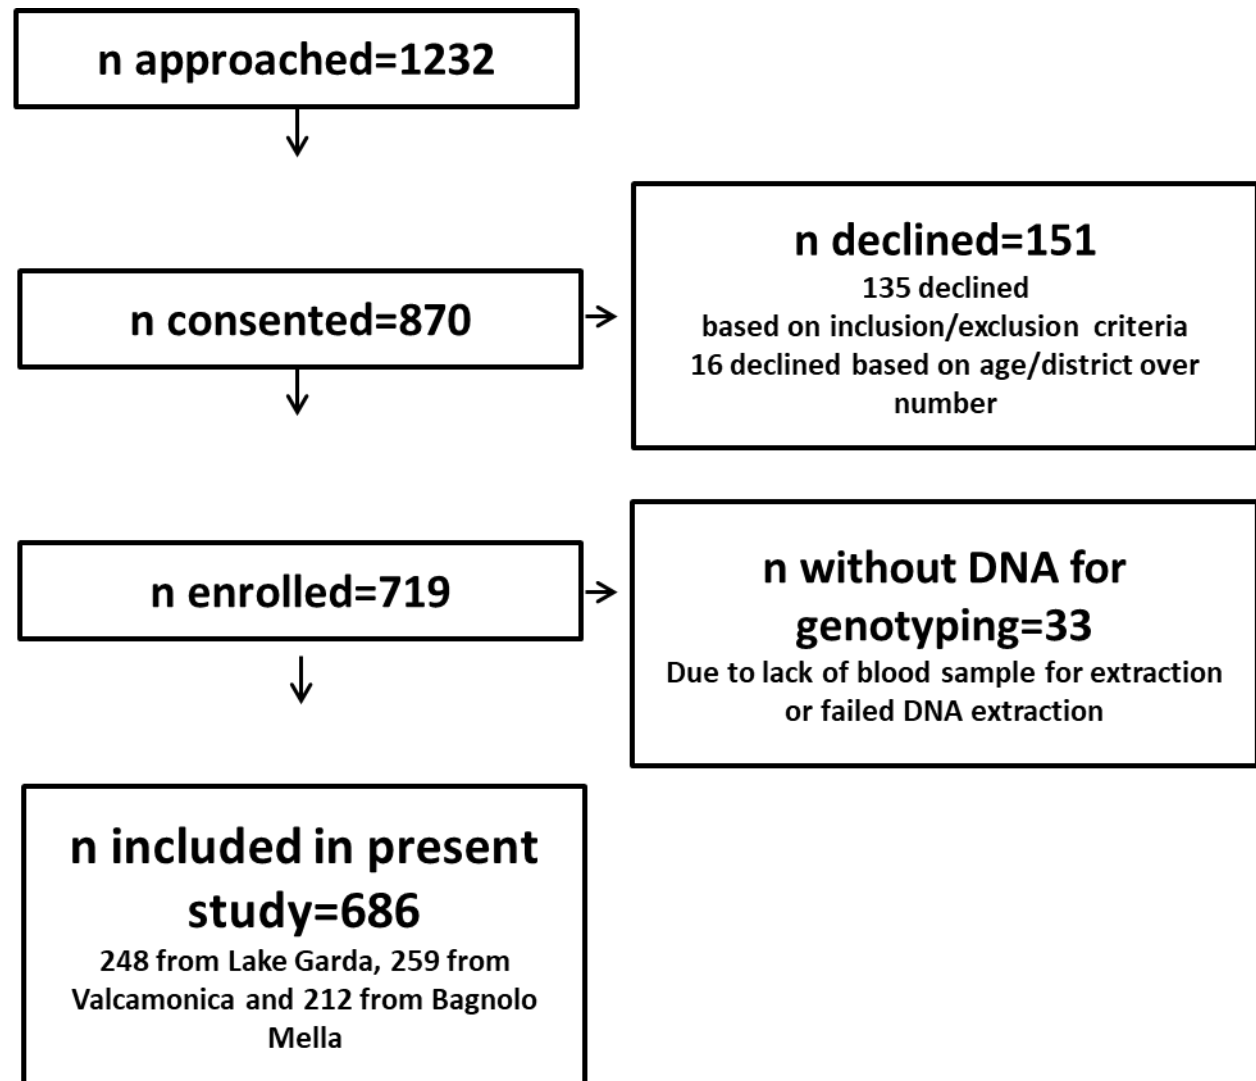 n approached=1232
n consented=870
n declined=151
135 declined
based on inclusion/exclusion criteria
16 declined based on age/district over
number
n enrolled=719
n without DNA for
genotyping=33
Due to lack of blood sample for extraction
or failed DNA extraction
n included in present
study=686
248 from Lake Garda, 259 from
Valcamonica and 212 from Bagnolo
Mella